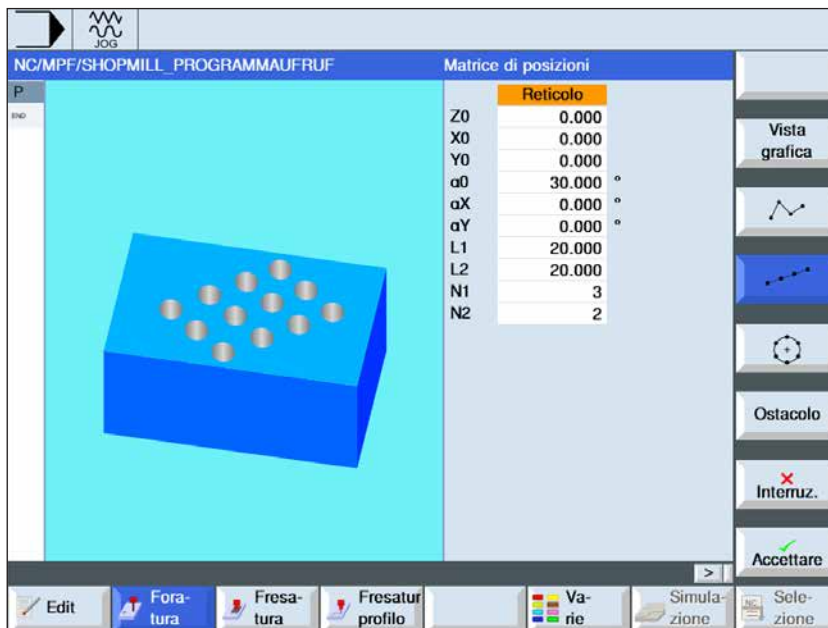 JOG
NC/MPF/SHOPMILL_PROGRAMMAUFRUF
Matrice di posizioni
P
END
Reticolo
Z0 0.000
X0 0.000
Y0 0.000
α0 30.000 °
αX 0.000 °
αY 0.000 °
L1 20.000
L2 20.000
N1 3
N2 2
Vista
grafica
Ostacolo
Interruz.
Accettare
>
Edit
Fora-
tura
Fresa-
tura
Fresatur
profilo
Va-
rie
Simula-
zione
NC
Sele-
zione